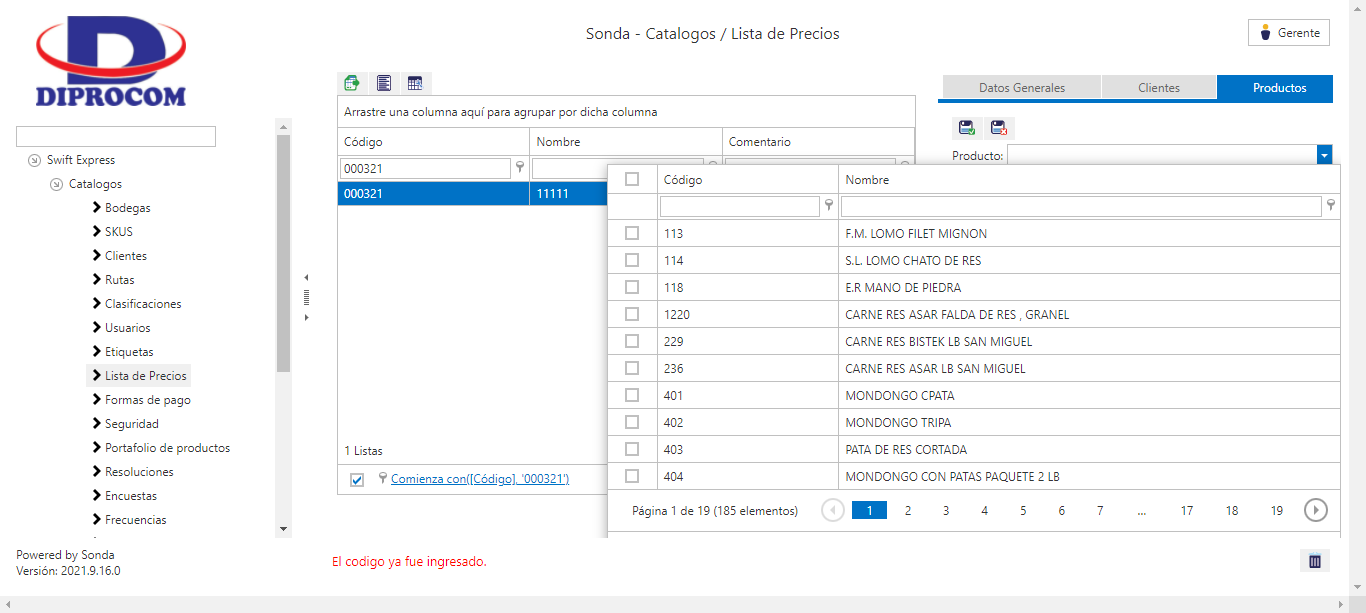 DIPROCOM
Sonda - Catalogos / Lista de Precios
Gerente
Swift Express
Catalogos
Bodegas
SKUS
Clientes
Rutas
Clasificaciones
Usuarios
Etiquetas
Lista de Precios
Formas de pago
Seguridad
Portafolio de productos
Resoluciones
Encuestas
Frecuencias
Powered by Sonda
Versión: 2021.9.16.0
Arrastre una columna aquí para agrupar por dicha columna
Código Nombre Comentario
000321
000321 11111
1 Listas
Comienza con([Código], '000321')
El codigo ya fue ingresado.
Datos Generales Clientes Productos
Producto:
Código Nombre
113 F.M. LOMO FILET MIGNON
114 S.L. LOMO CHATO DE RES
118 E.R MANO DE PIEDRA
1220 CARNE RES ASAR FALDA DE RES , GRANEL
229 CARNE RES BISTEK LB SAN MIGUEL
236 CARNE RES ASAR LB SAN MIGUEL
401 MONDONGO CPATA
402 MONDONGO TRIPA
403 PATA DE RES CORTADA
404 MONDONGO CON PATAS PAQUETE 2 LB
Página 1 de 19 (185 elementos) 1 2 3 4 5 6 7 ... 17 18 19